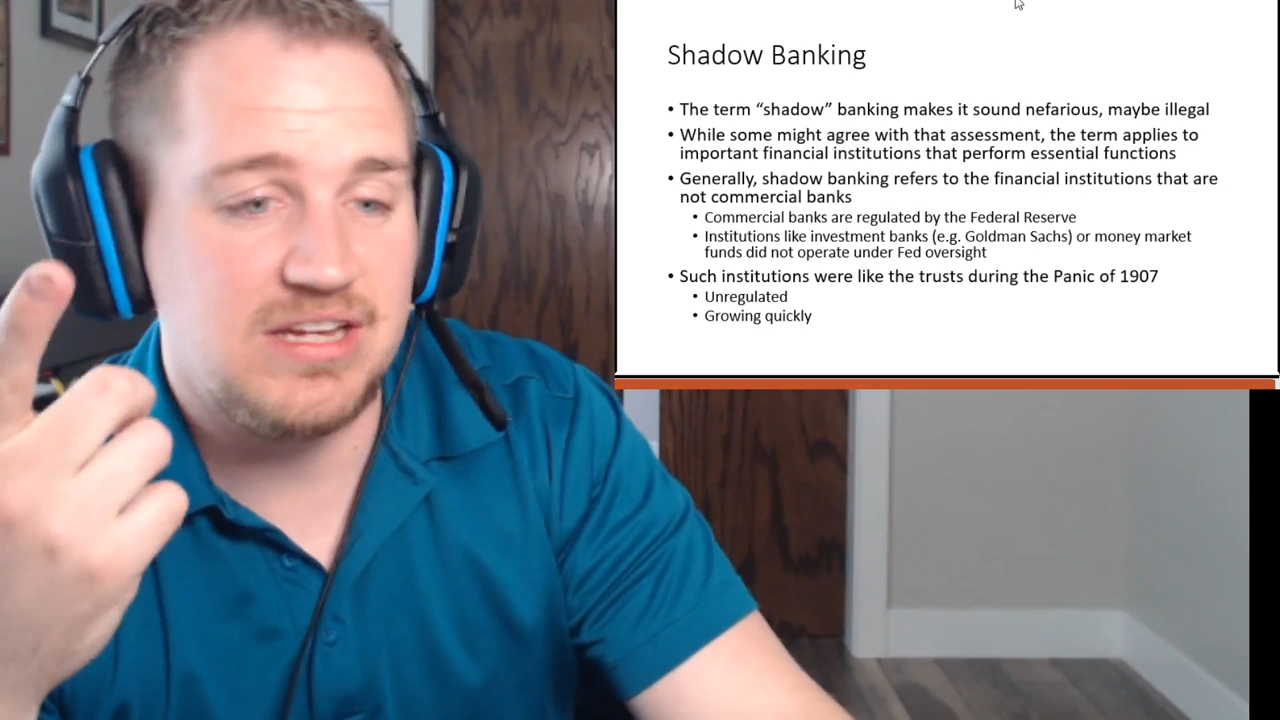 Shadow Banking
• The term “shadow” banking makes it sound nefarious, maybe illegal
• While some might agree with that assessment, the term applies to
important financial institutions that perform essential functions
• Generally, shadow banking refers to the financial institutions that are
not commercial banks
• Commercial banks are regulated by the Federal Reserve
• Institutions like investment banks (e.g. Goldman Sachs) or money market
funds did not operate under Fed oversight
• Such institutions were like the trusts during the Panic of 1907
• Unregulated
• Growing quickly